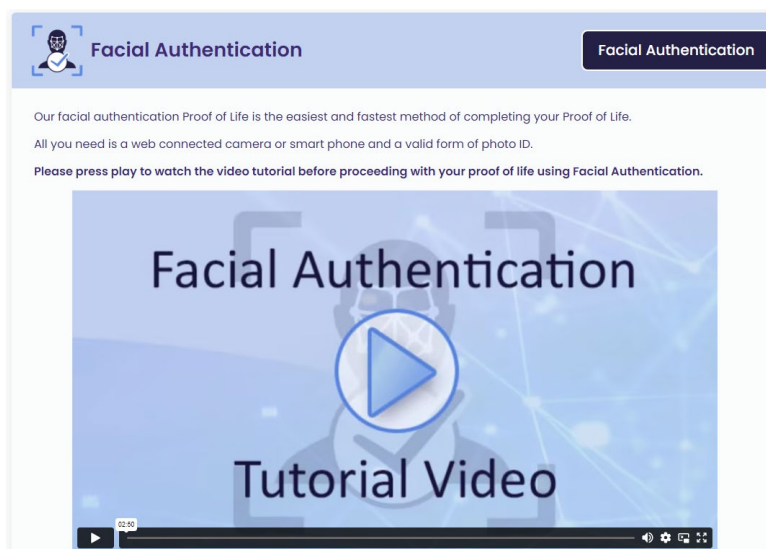 Facial Authentication
Facial Authentication
Our facial authentication Proof of Life is the easiest and fastest method of completing your Proof of Life.
All you need is a web connected camera or smart phone and a valid form of photo ID.
Please press play to watch the video tutorial before proceeding with your proof of life using Facial Authentication.
Facial Authentication
Tutorial Video
02:50